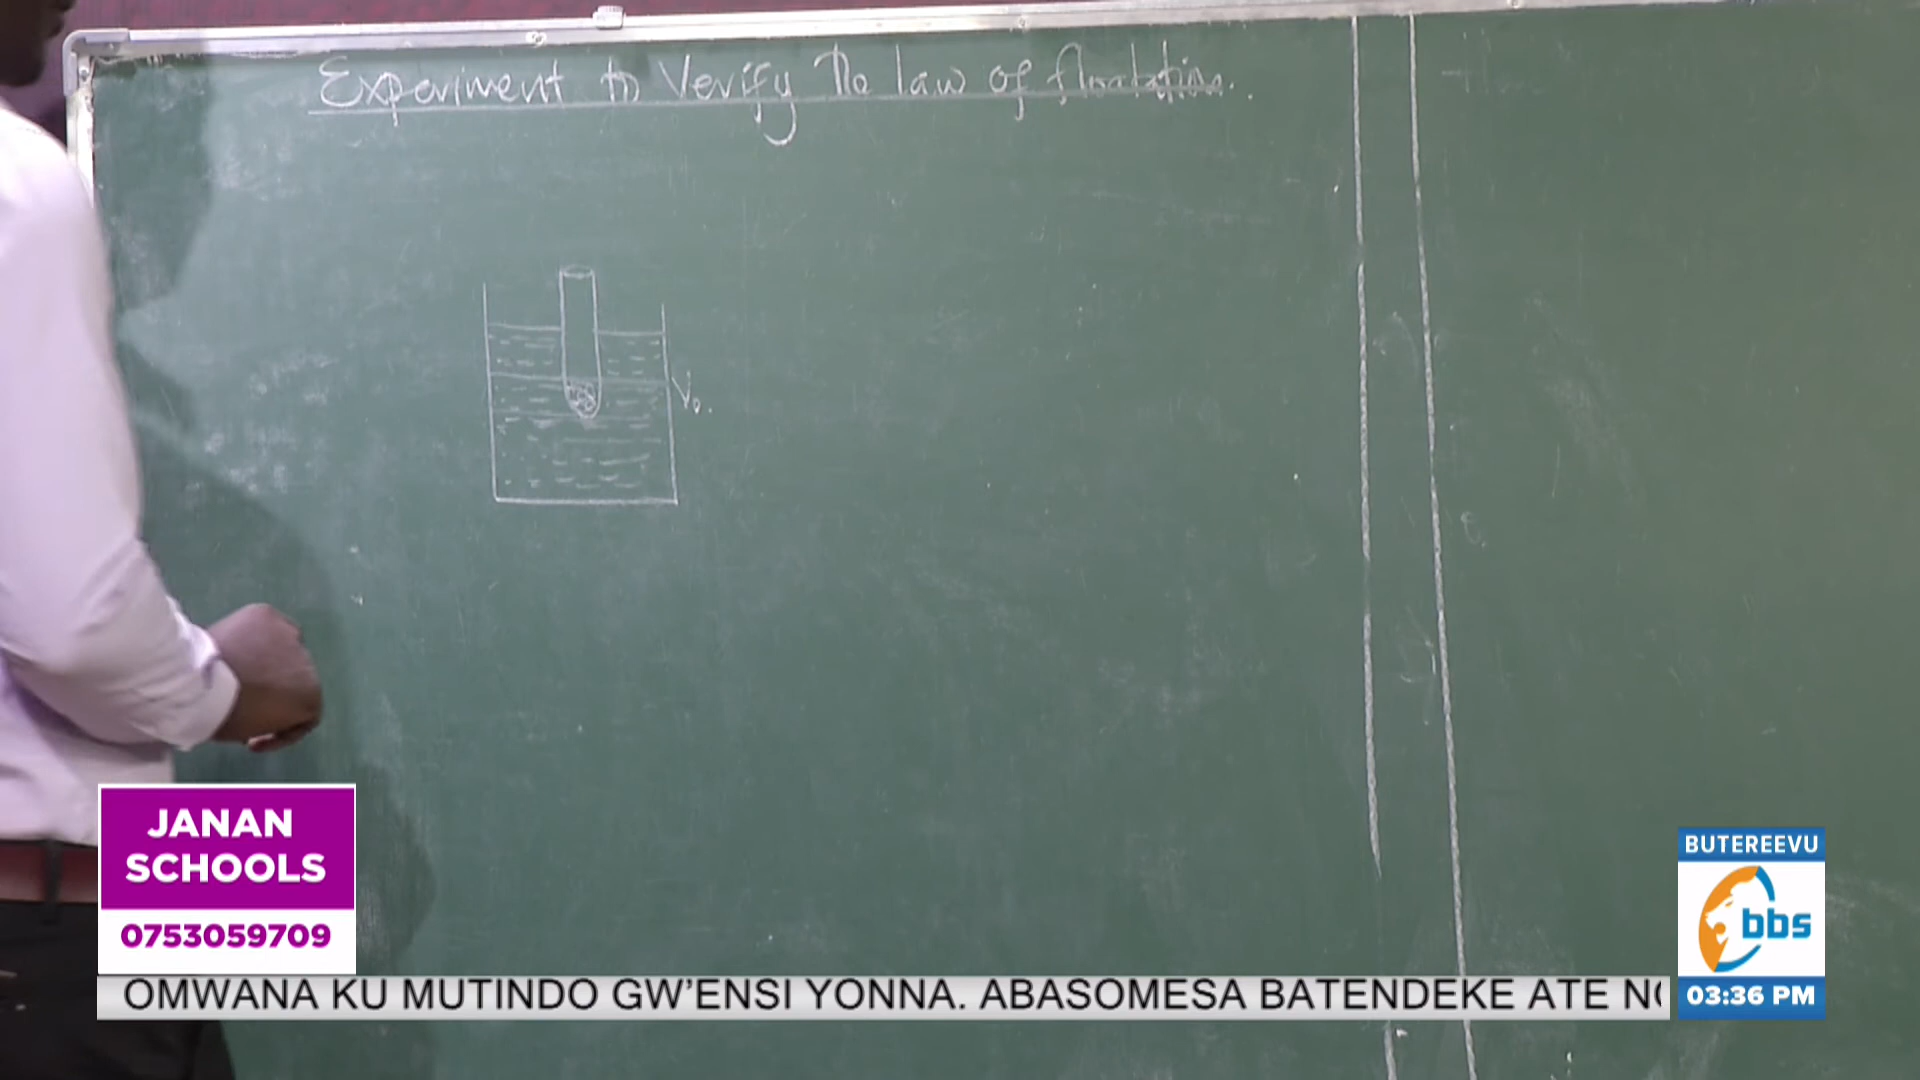 Experiment to Verify the law of floatation.
V₀.
JANAN
SCHOOLS
0753059709
BUTEREEVU
bbs
03:36 PM
OMWANA KU MUTINDO GW'ENSI YONNA. ABASOMESA BATENDEKE ATE